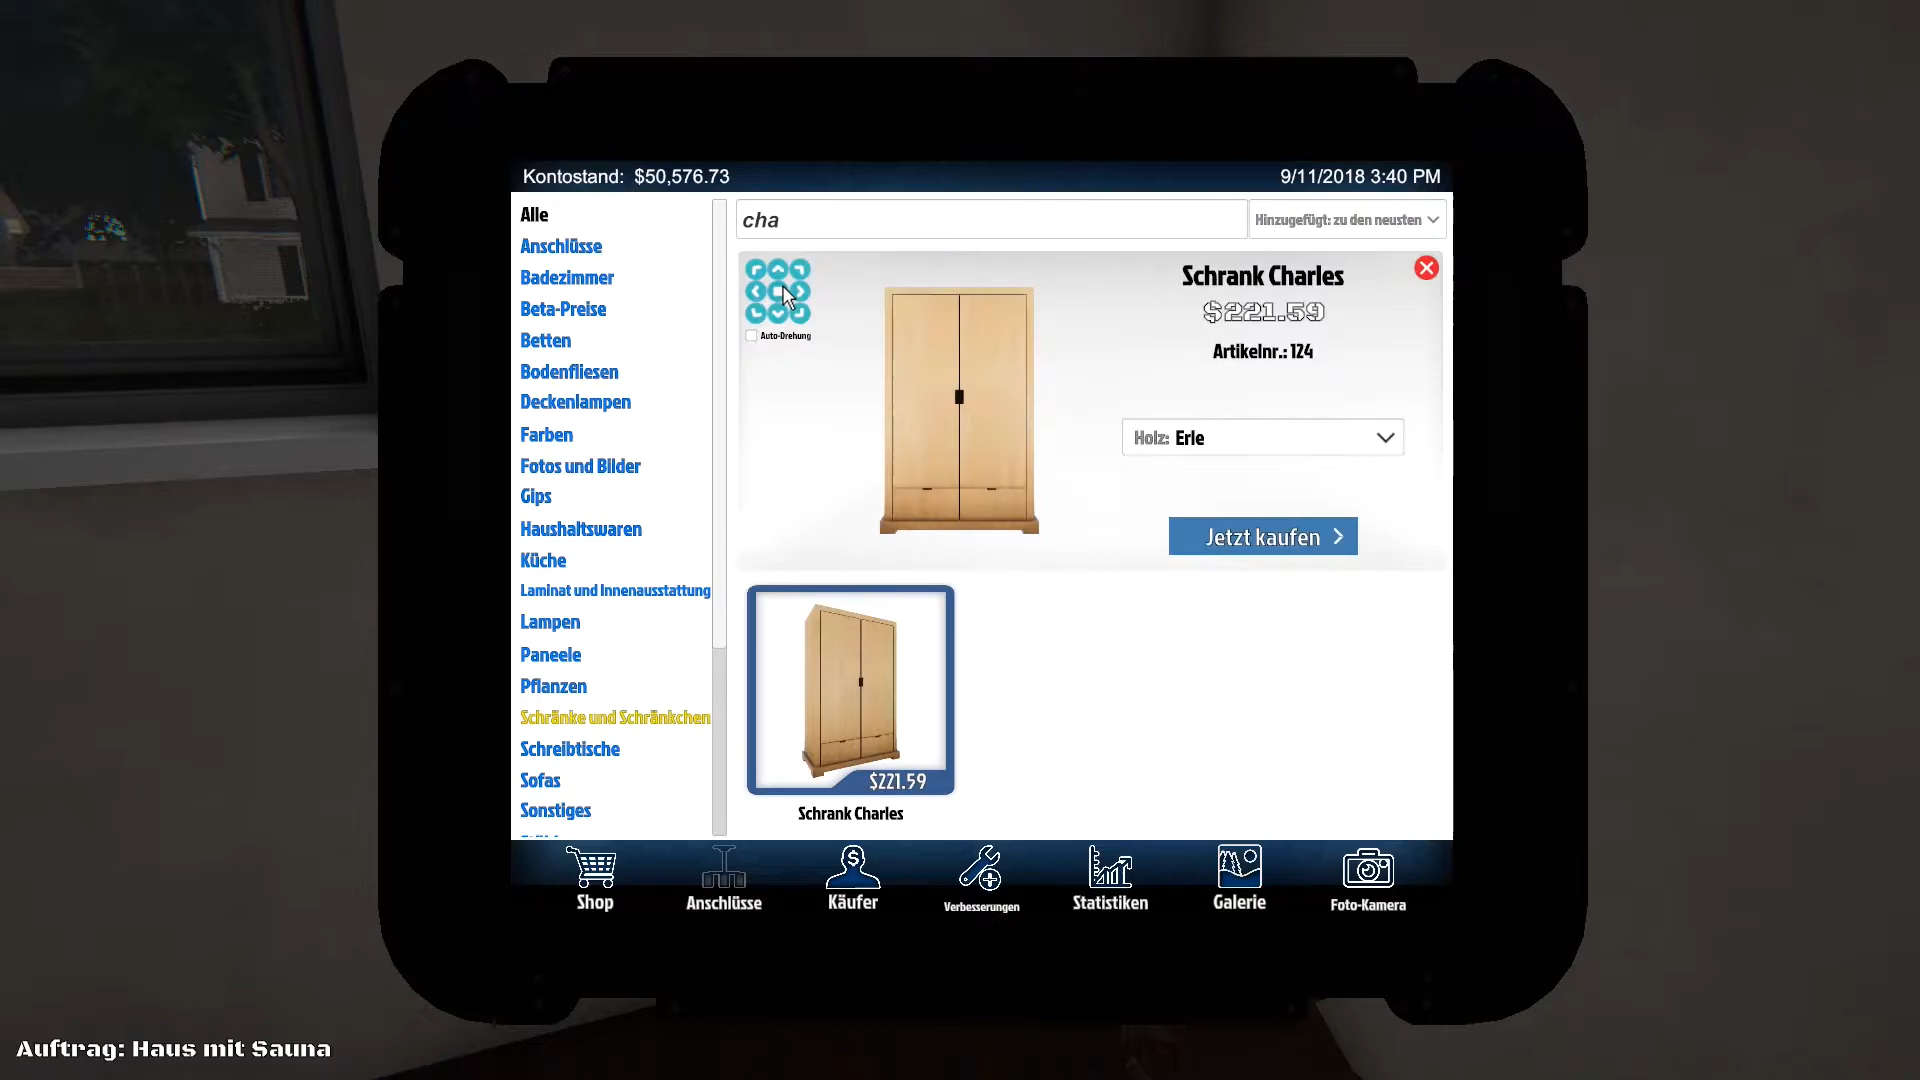 Kontostand: $50,576.73
9/11/2018 3:40 PM
Alle
Anschlüsse
Badezimmer
Beta-Preise
Betten
Bodenfliesen
Deckenlampen
Farben
Fotos und Bilder
Gips
Haushaltswaren
Küche
Laminat und Innenausstattung
Lampen
Paneele
Pflanzen
Schränke und Schränkchen
Schreibtische
Sofas
Sonstiges
cha
Hinzugefügt: zu den neusten
Auto-Drehung
Schrank Charles
$221.59
Artikelnr.: 124
Holz: Erle
Jetzt kaufen
$221.59
Schrank Charles
Shop
Anschlüsse
Käufer
Verbesserungen
Statistiken
Galerie
Foto-Kamera
Auftrag: Haus mit Sauna